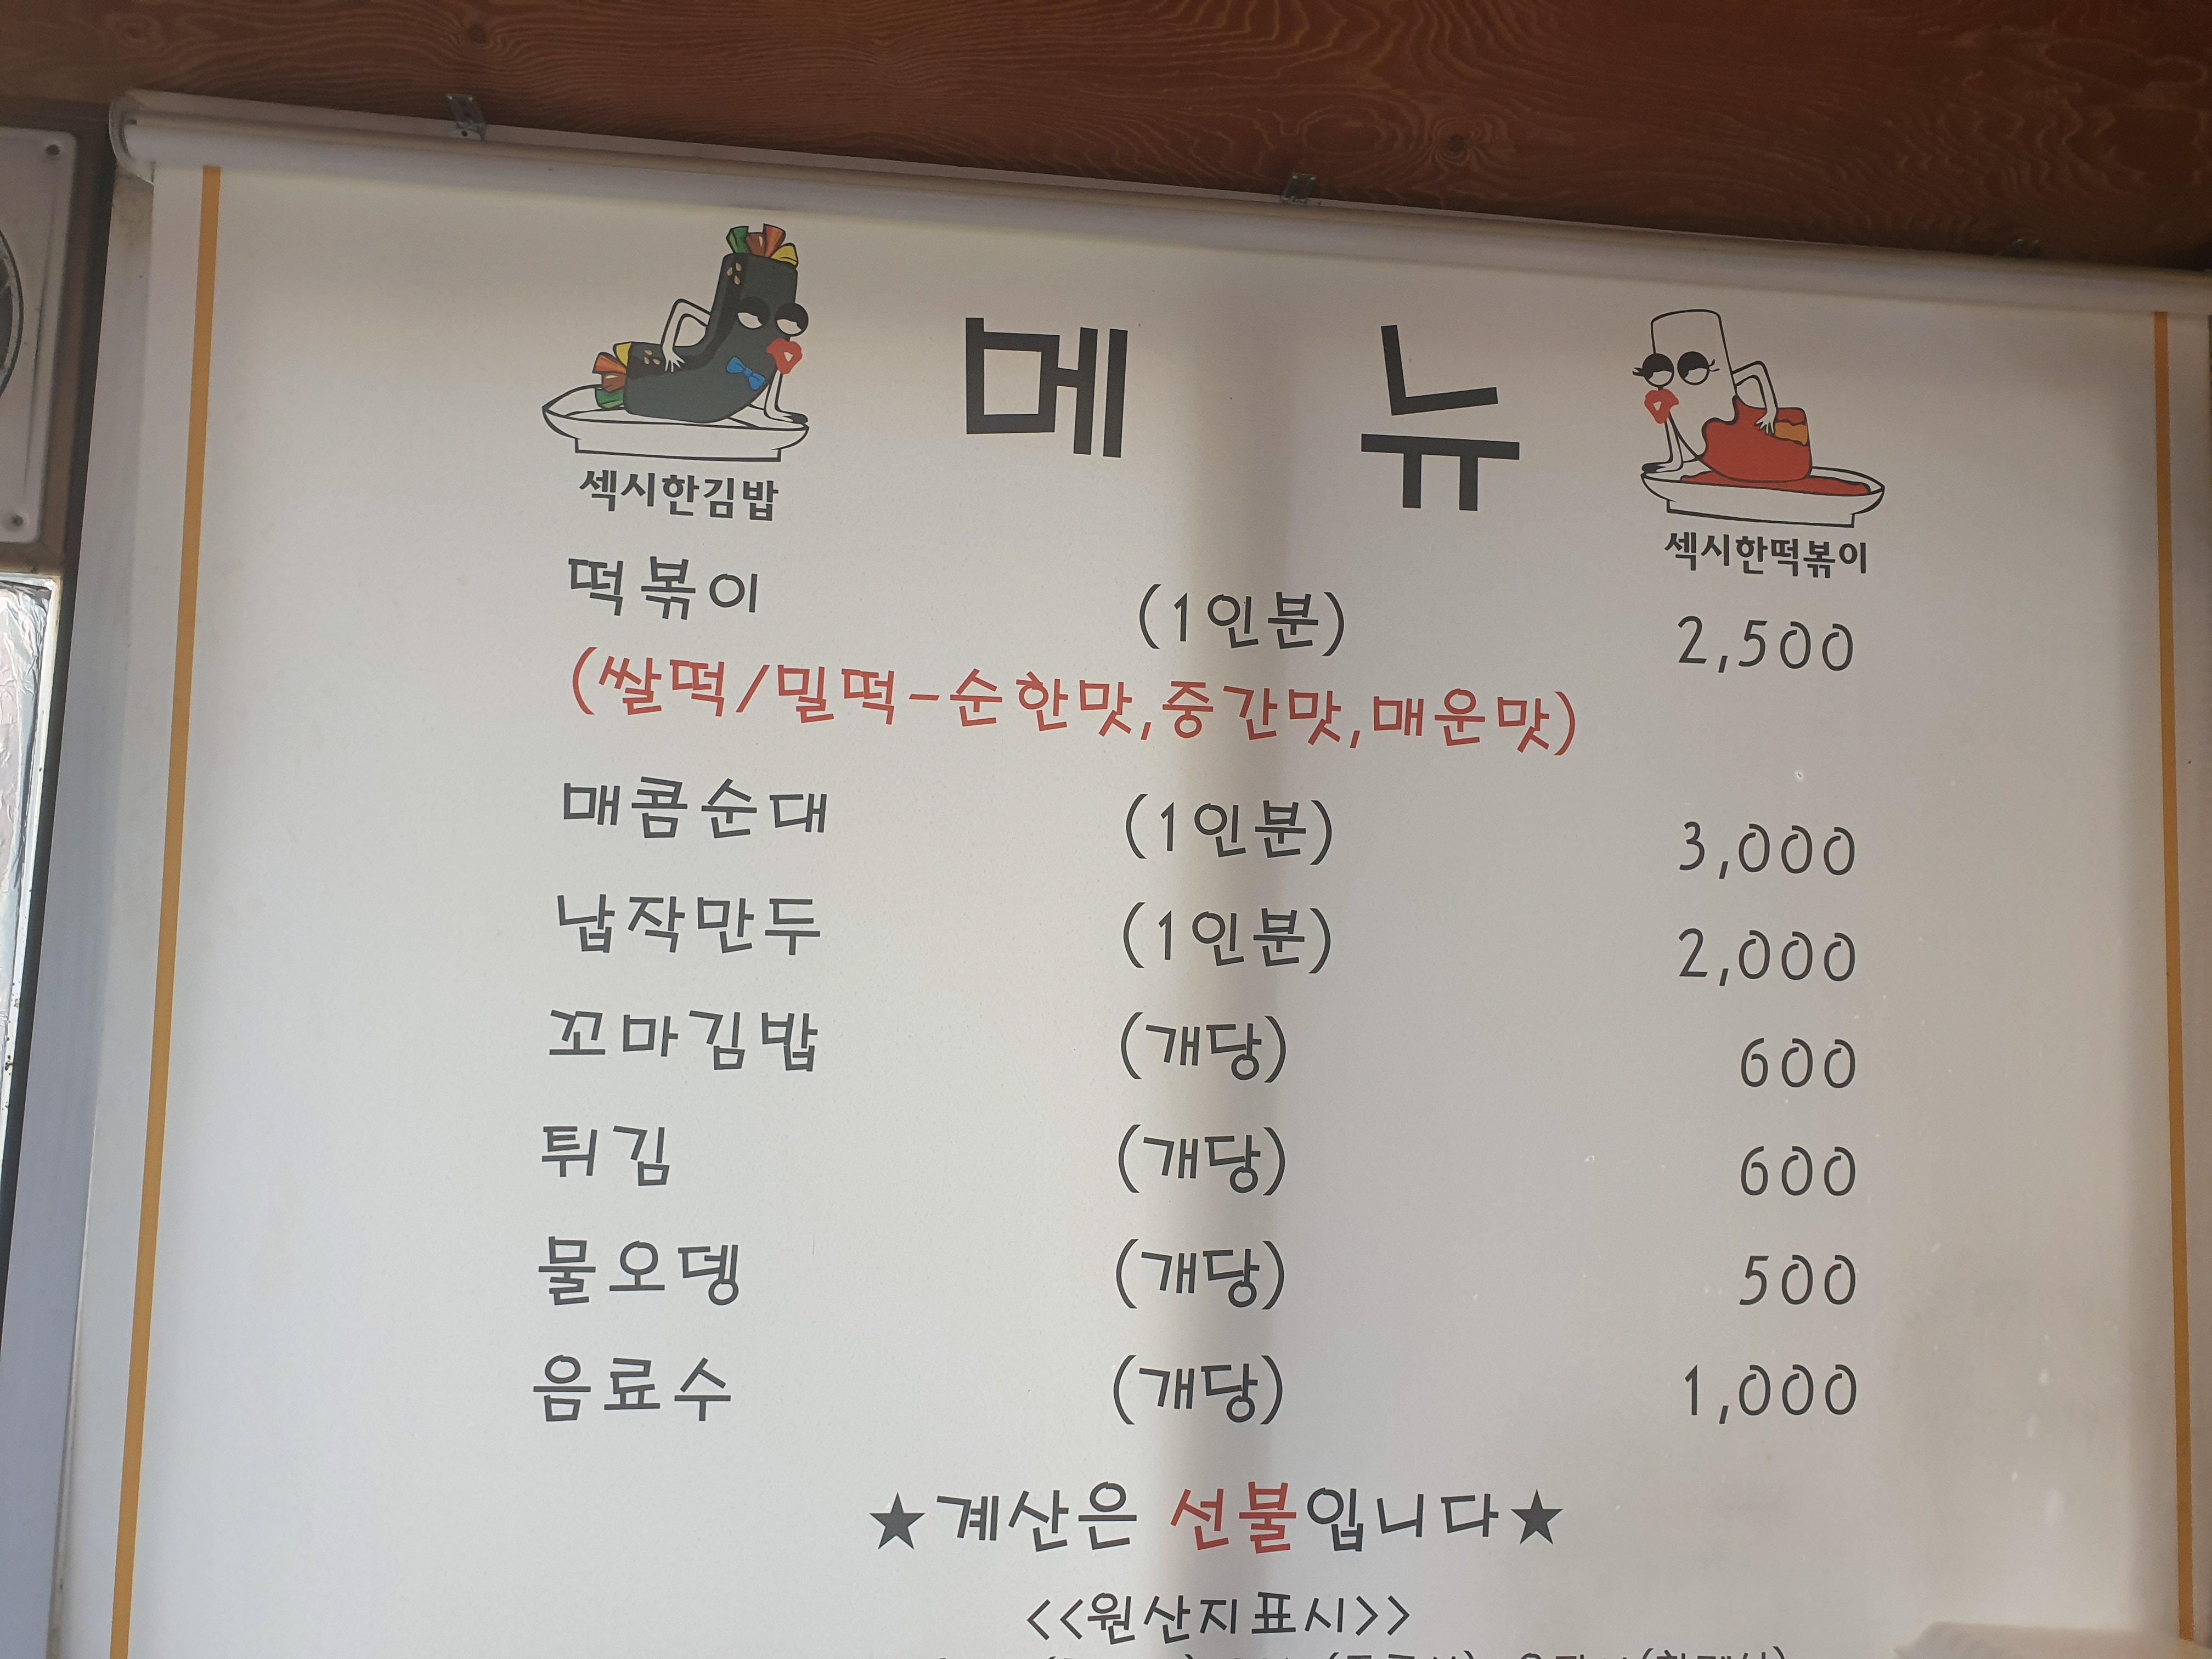 메 뉴
섹시한김밥
섹시한떡볶이
떡볶이 (1인분) 2,500
(쌀떡/밀떡-순한맛,중간맛,매운맛)
매콤순대 (1인분) 3,000
납작만두 (1인분) 2,000
꼬마김밥 (개당) 600
튀김 (개당) 600
물오뎅 (개당) 500
음료수 (개당) 1,000
★계산은 선불입니다★
<<원산지표시>>